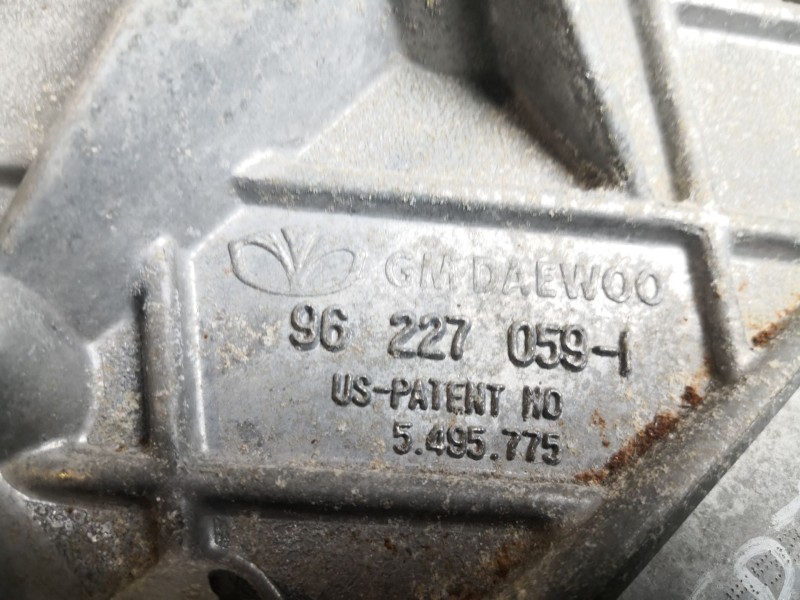 GM DAEWOO
96 227 059-1
US-PATENT NO
5.495.775